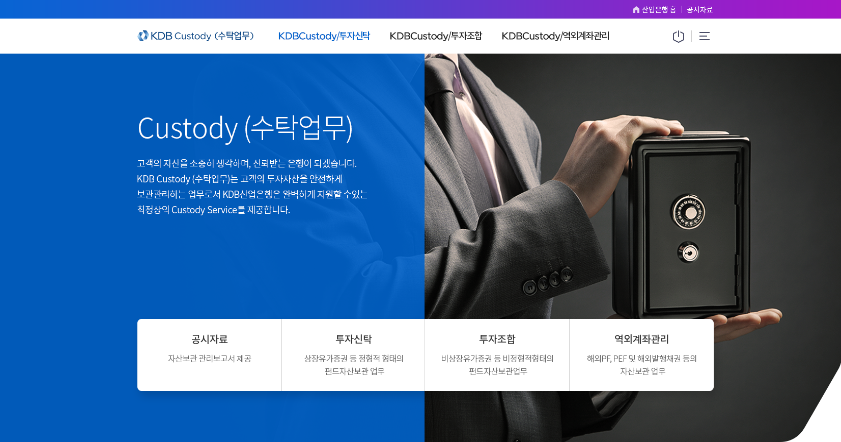 산업은행 홈
공시자료
KDB Custody (수탁업무)
KDBCustody/투자신탁
KDBCustody/투자조합
KDBCustody/역외계좌관리
Custody (수탁업무)
고객의 자산을 소중히 생각하며, 신뢰받는 은행이 되겠습니다.
KDB Custody (수탁업무)는 고객의 투자자산을 안전하게
보관관리하는 업무로서 KDB산업은행은 완벽하게 지원할 수있는
최정상의 Custody Service를 제공합니다.
공시자료
자산보관 관리보고서 제공
투자신탁
상장유가증권 등 정형적 형태의
펀드자산보관 업무
투자조합
비상장유가증권 등 비정형적형태의
펀드자산보관업무
역외계좌관리
해외PF, PEF 및 해외발행채권 등의
자산보관 업무